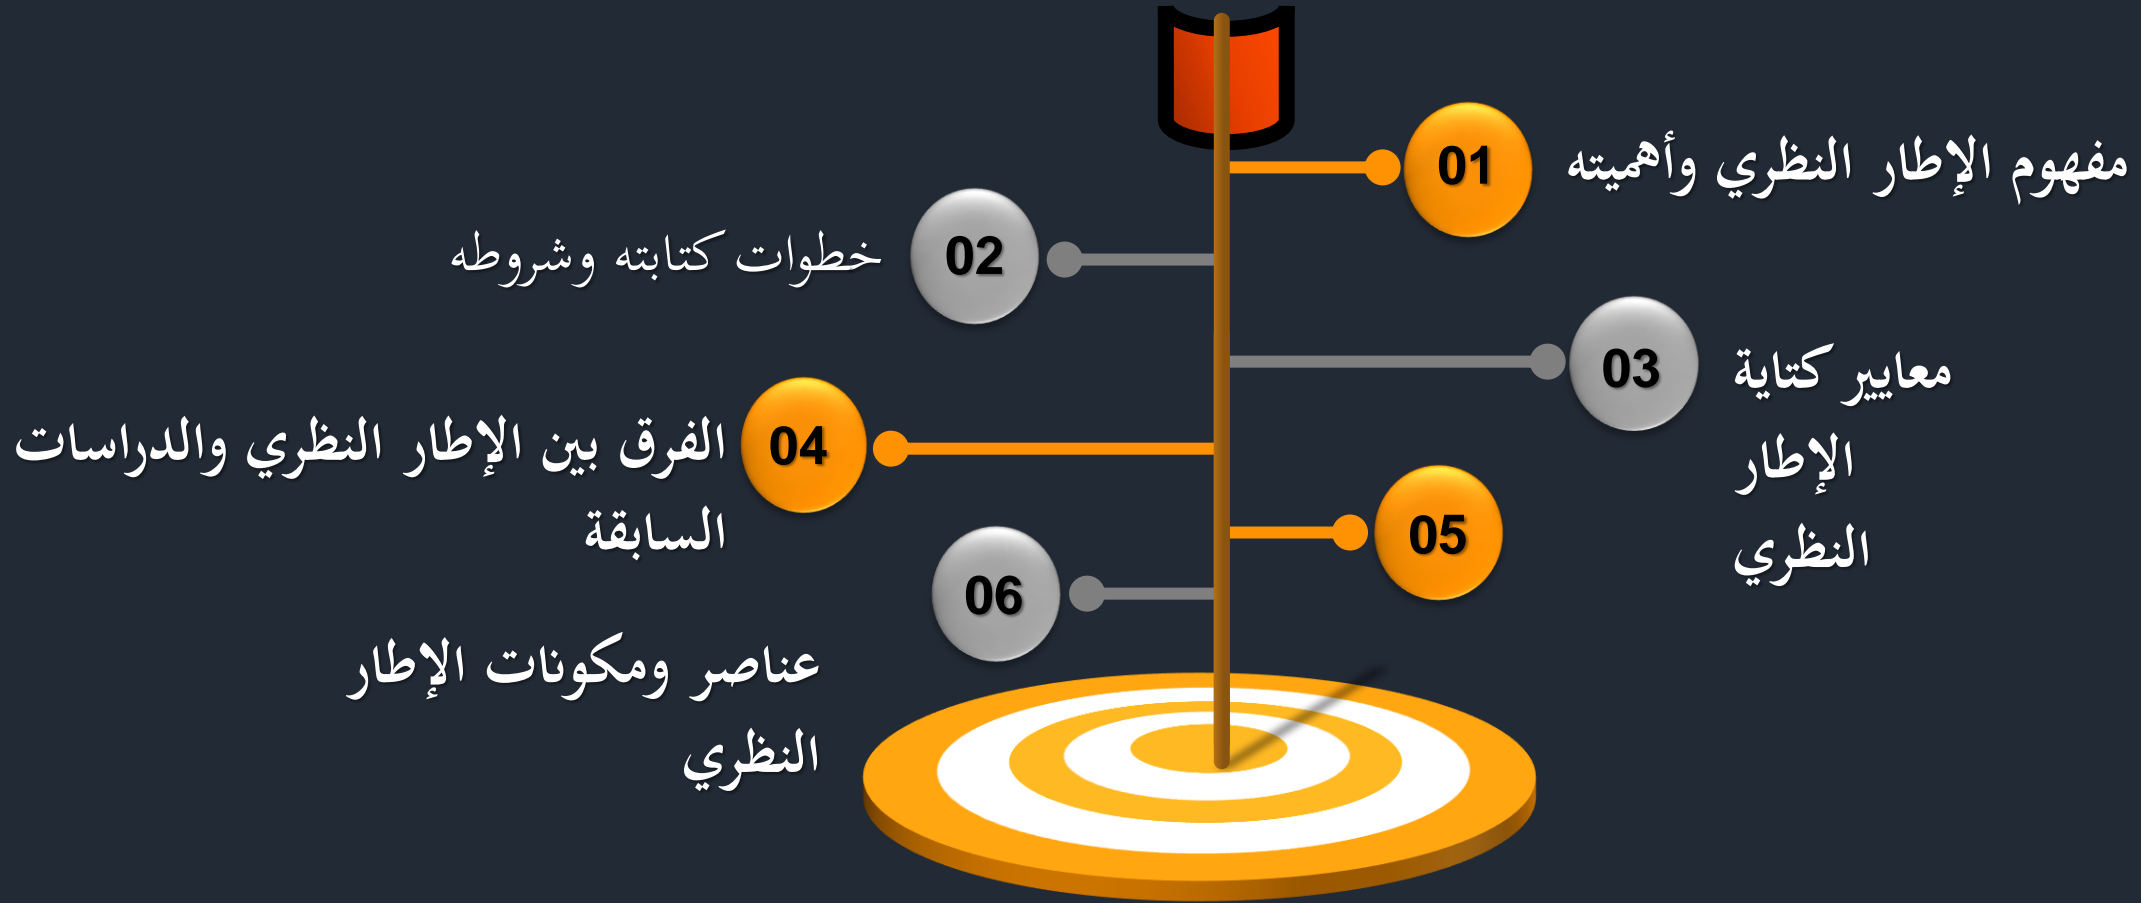 01
مفهوم الإطار النظري وأهميته
02
خطوات كتابته وشروطه
03
معايير كتاية
الإطار
النظري
04
الفرق بين الإطار النظري والدراسات
السابقة
05
06
عناصر ومكونات الإطار
النظري